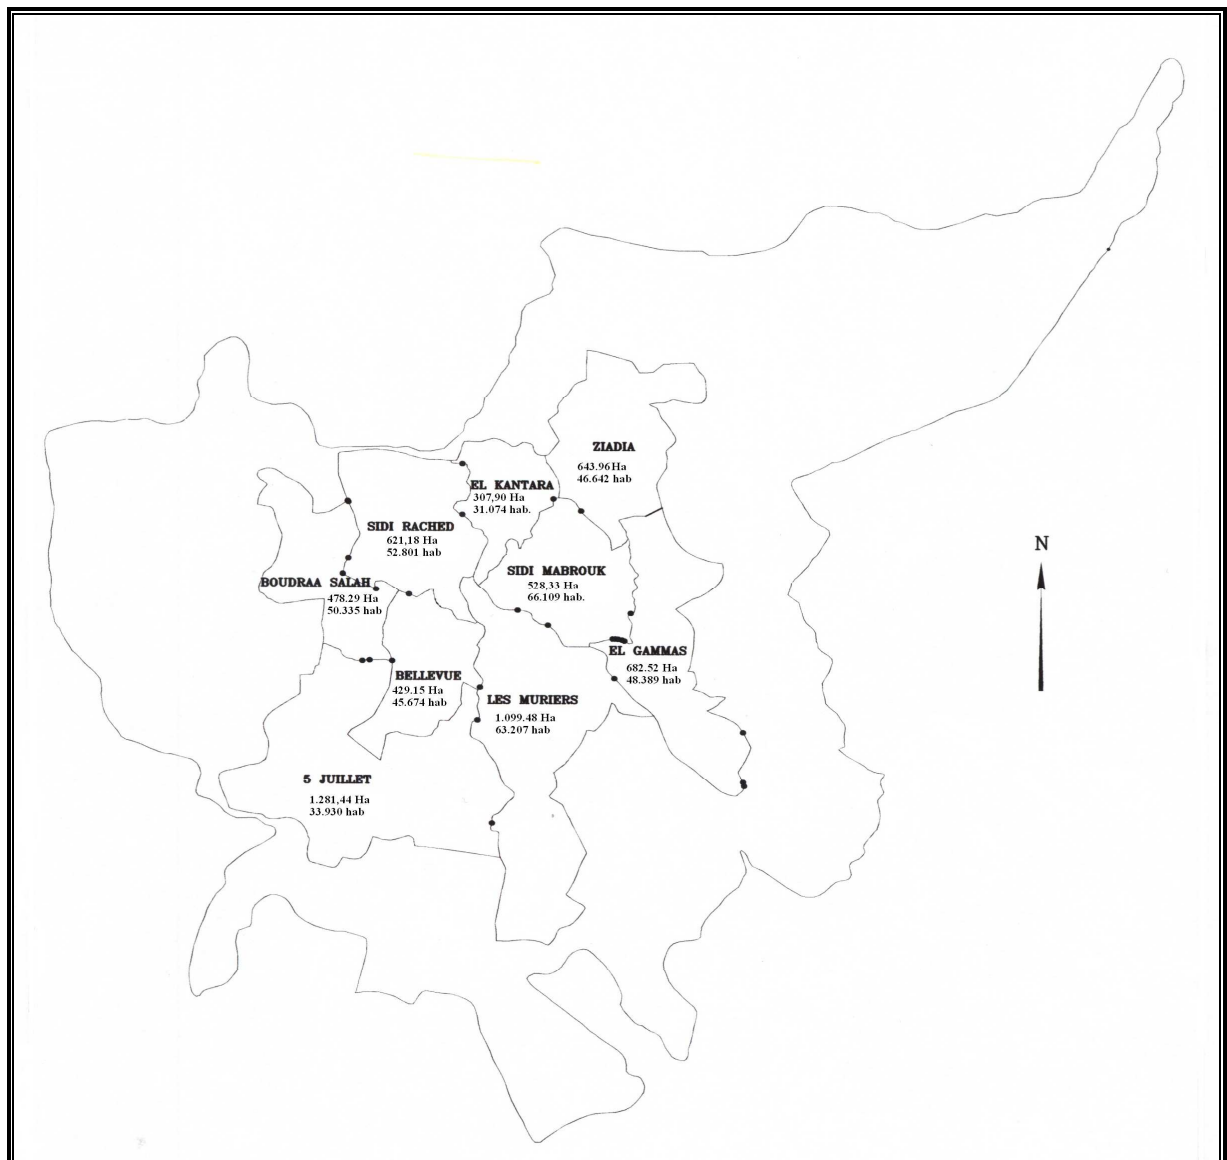 ZIADIA
643.96Ha
46.642 hab
EL KANTARA
307,90 Ha
31.074 hab.
SIDI RACHED
621,18 Ha
52.801 hab
N
SIDI MABROUK
528,33 Ha
66.109 hab.
BOUDRAA SALAH
478.29 Ha
50.335 hab
EL GAMMAS
682.52 Ha
48.389 hab
BELLEVUE
429.15 Ha
45.674 hab
LES MURIERS
1.099.48 Ha
63.207 hab
5 JUILLET
1.281,44 Ha
33.930 hab